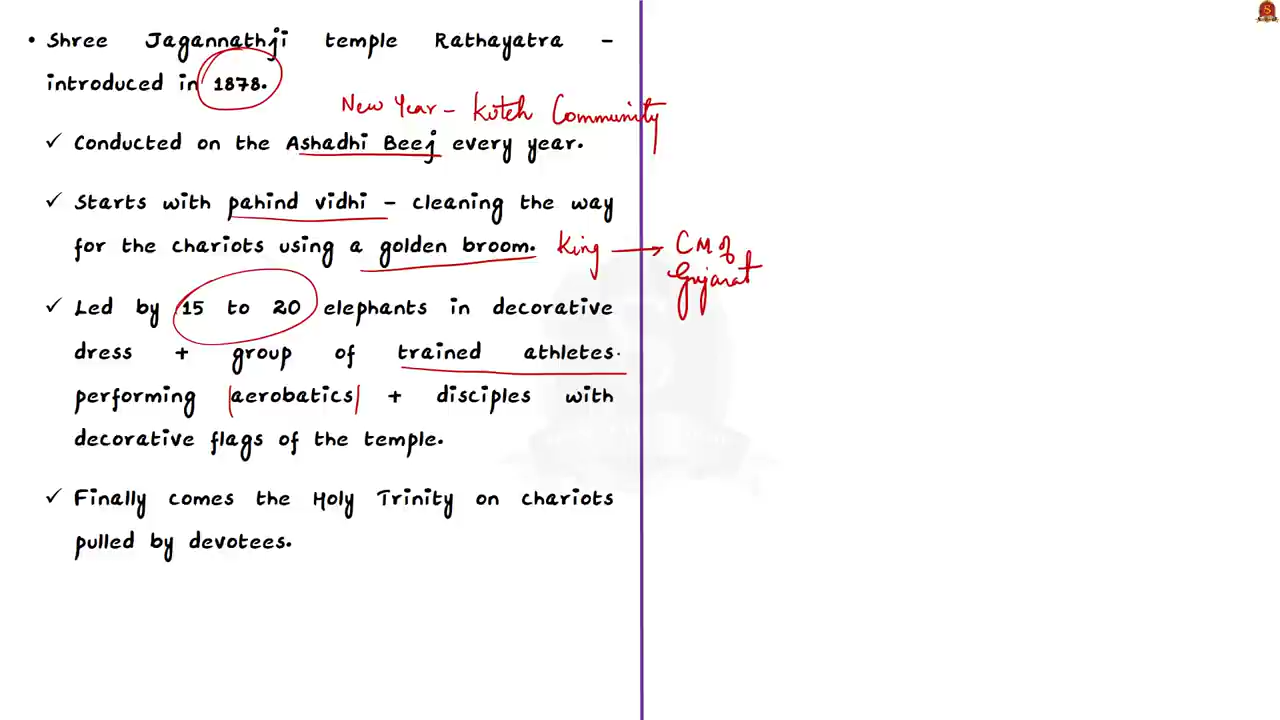 • Shree Jagannathji temple Rathayatra –
introduced in 1878.
New Year – Kutch Community
✓ Conducted on the Ashadhi Beej every year.
✓ Starts with pahind vidhi – cleaning the way
for the chariots using a golden broom. King → CM of
Gujarat
✓ Led by 15 to 20 elephants in decorative
dress + group of trained athletes
performing aerobatics + disciples with
decorative flags of the temple.
✓ Finally comes the Holy Trinity on chariots
pulled by devotees.